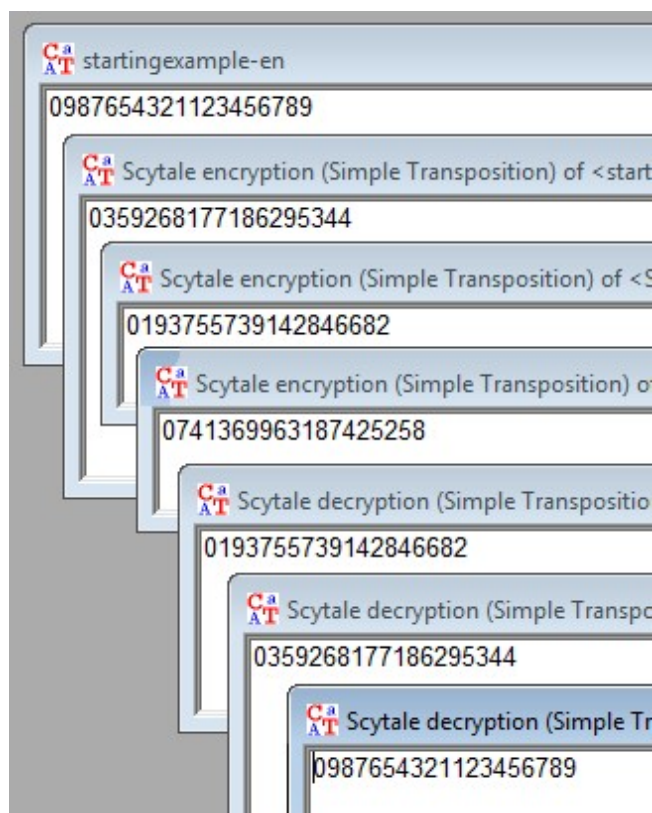 startingexample-en
0987654321123456789
Scytale encryption (Simple Transposition) of <start
0359268177186295344
Scytale encryption (Simple Transposition) of <S
0193755739142846682
Scytale encryption (Simple Transposition) of
0741369963187425258
Scytale decryption (Simple Transpositio
0193755739142846682
Scytale decryption (Simple Transpo
0359268177186295344
Scytale decryption (Simple Tr
0987654321123456789